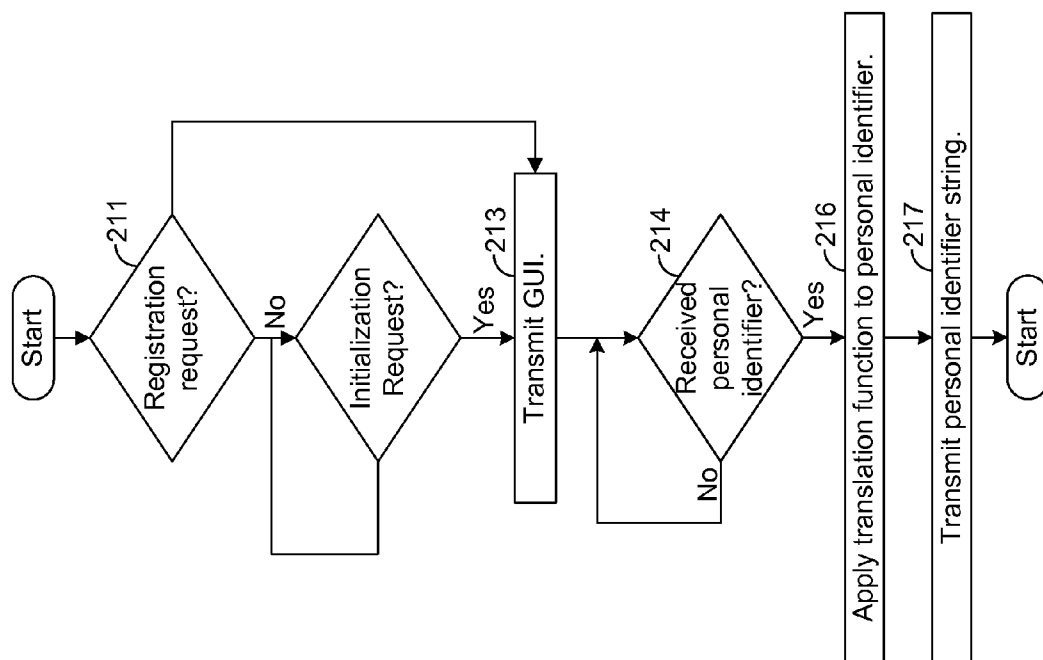 Start
211
Registration
request?
No
Initialization
Request?
Yes
213
Transmit GUI.
214
Received
personal
identifier?
No
Yes
216
Apply translation function to personal identifier.
217
Transmit personal identifier string.
Start